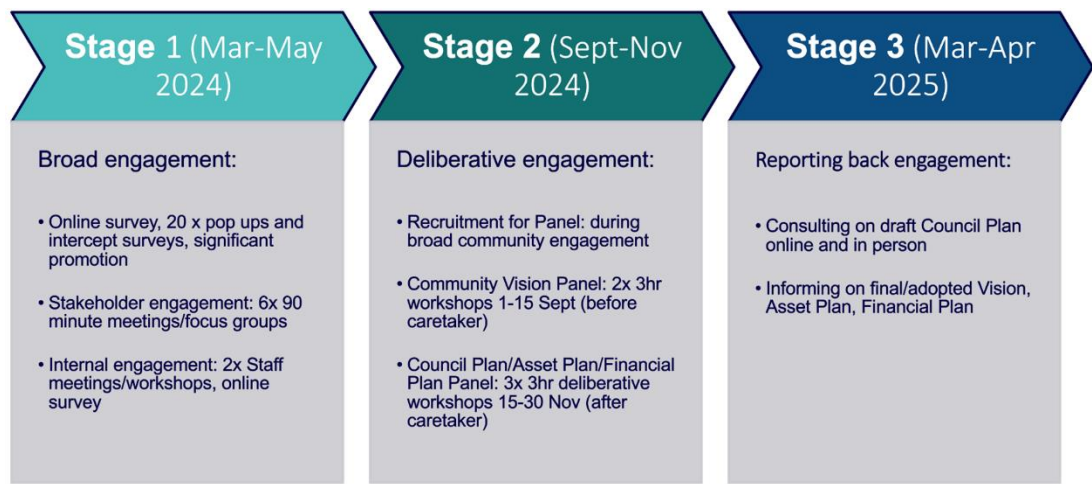 Stage 1 (Mar-May
2024)
Broad engagement:
• Online survey, 20 x pop ups and
intercept surveys, significant
promotion
• Stakeholder engagement: 6x 90
minute meetings/focus groups
• Internal engagement: 2x Staff
meetings/workshops, online
survey
Stage 2 (Sept-Nov
2024)
Deliberative engagement:
• Recruitment for Panel: during
broad community engagement
• Community Vision Panel: 2x 3hr
workshops 1-15 Sept (before
caretaker)
• Council Plan/Asset Plan/Financial
Plan Panel: 3x 3hr deliberative
workshops 15-30 Nov (after
caretaker)
Stage 3 (Mar-Apr
2025)
Reporting back engagement:
• Consulting on draft Council Plan
online and in person
• Informing on final/adopted Vision,
Asset Plan, Financial Plan